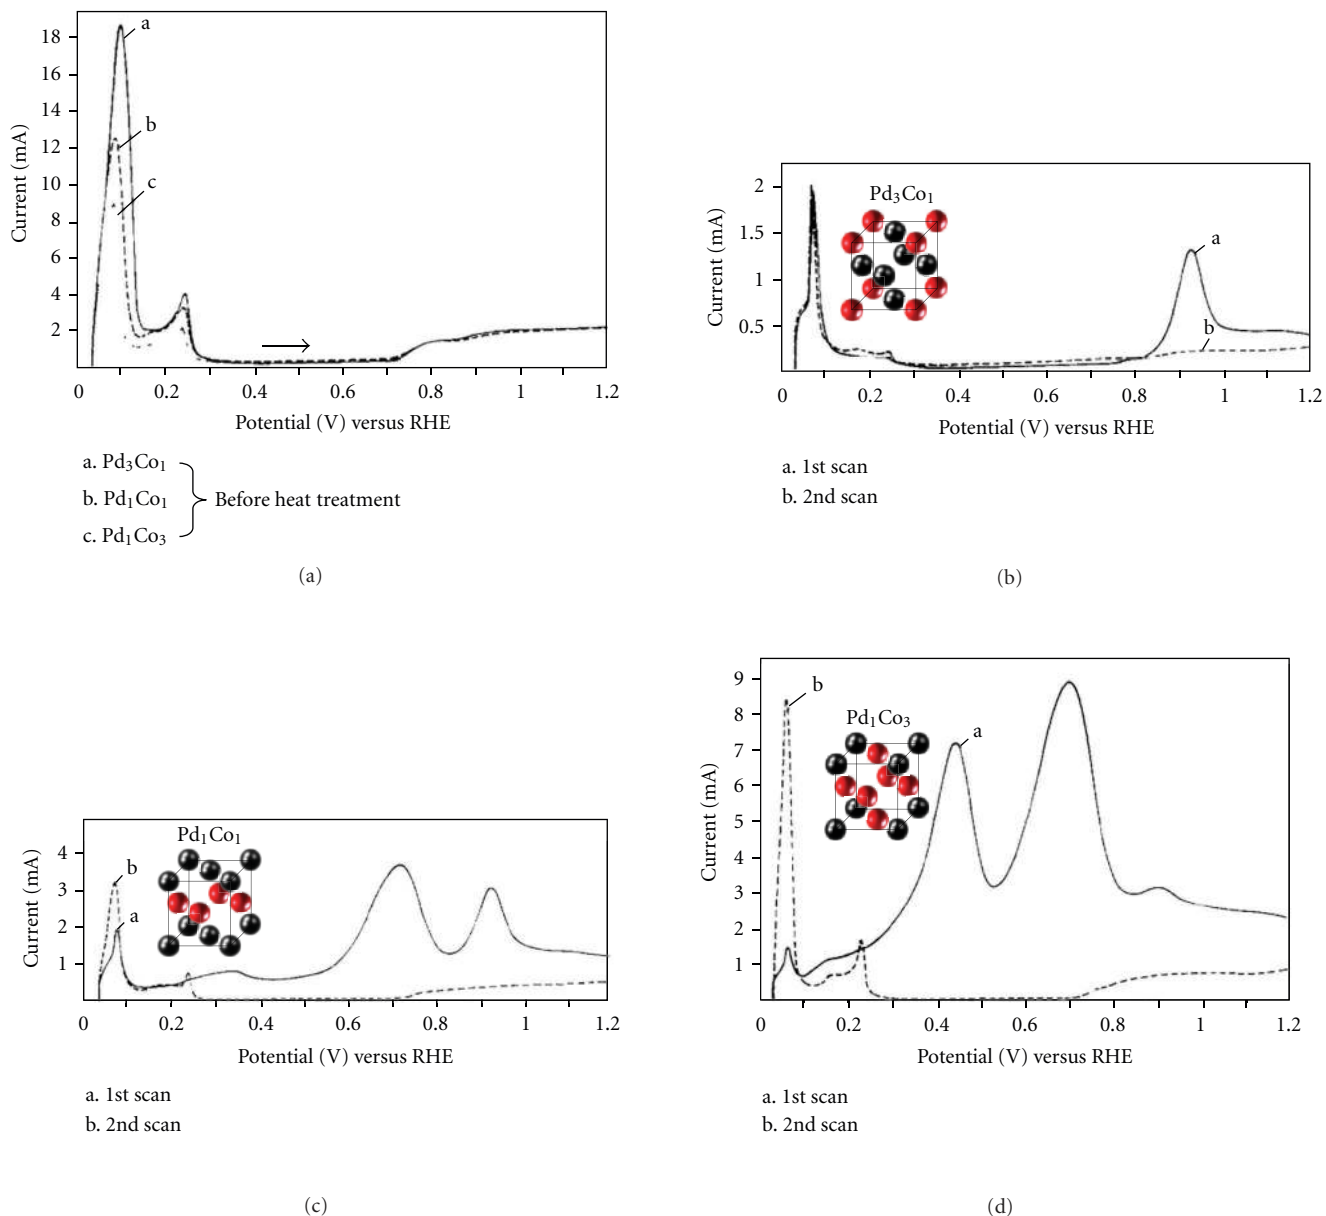 18
16
14
12
10
8
6
4
2
Current (mA)
a
b
c
0 0.2 0.4 0.6 0.8 1 1.2
Potential (V) versus RHE
a. Pd₃Co₁
b. Pd₁Co₁
c. Pd₁Co₃
Before heat treatment
(a)
2
1.5
1
0.5
Current (mA)
Pd₃Co₁
a
b
0 0.2 0.4 0.6 0.8 1 1.2
Potential (V) versus RHE
a. 1st scan
b. 2nd scan
(b)
4
3
2
1
Current (mA)
Pd₁Co₁
b
a
0 0.2 0.4 0.6 0.8 1 1.2
Potential (V) versus RHE
a. 1st scan
b. 2nd scan
(c)
9
8
7
6
5
4
3
2
1
Current (mA)
b
Pd₁Co₃
a
0 0.2 0.4 0.6 0.8 1 1.2
Potential (V) versus RHE
a. 1st scan
b. 2nd scan
(d)